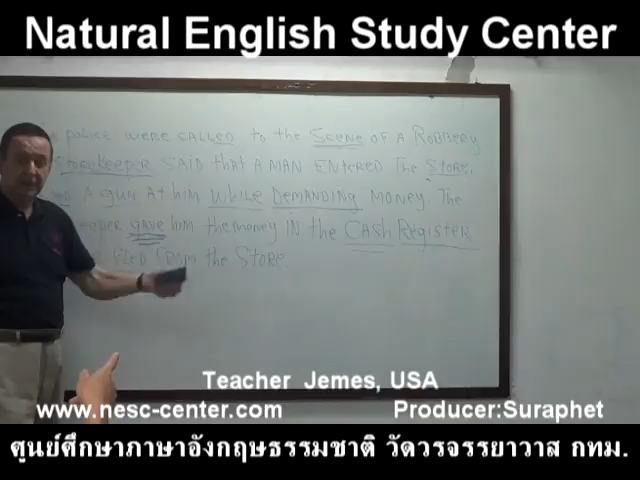 Natural English Study Center
police were called to the Scene of a Robbery
Storekeeper said that a man entered the store,
a gun at him while demanding money. The
gave him the money in the Cash Register
fled from the store
Teacher Jemes, USA
www.nesc-center.com
Producer:Suraphet
ศูนย์ศึกษาภาษาอังกฤษธรรมชาติ วัดวรจรรยาวาส กทม.